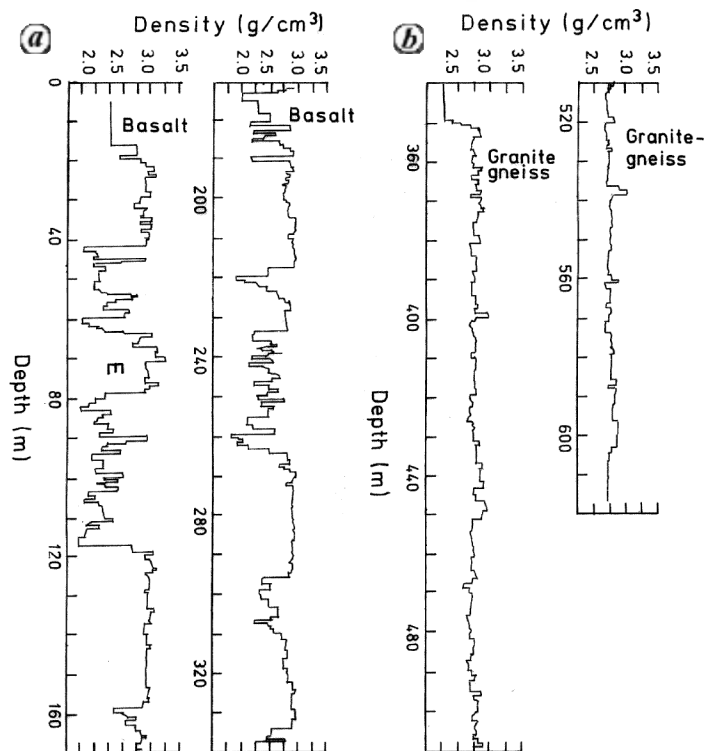 a Density (g/cm³)
2.0 2.5 3.0 3.5
0
40
80
120
160
Depth (m)
Basalt
E
2.0 2.5 3.0 3.5
200
240
280
320
Basalt
b Density (g/cm³)
2.5 3.0 3.5
360
400
440
480
Depth (m)
Granite
gneiss
2.5 3.0 3.5
520
560
600
Granite-
gneiss